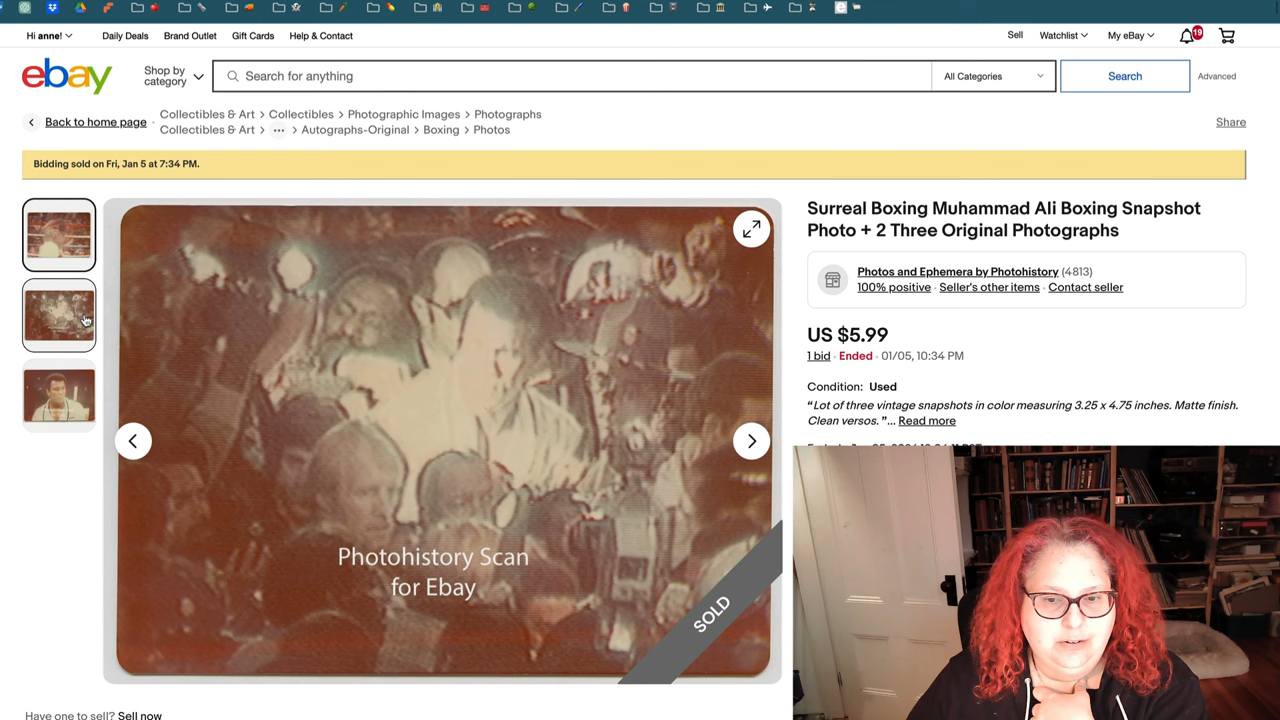 Hi anne!
Daily Deals
Brand Outlet
Gift Cards
Help & Contact
Sell
Watchlist
My eBay
19
ebay
Shop by
category
Search for anything
All Categories
Search
Advanced
Back to home page
Collectibles & Art > Collectibles > Photographic Images > Photographs
Collectibles & Art > ··· > Autographs-Original > Boxing > Photos
Share
Bidding sold on Fri, Jan 5 at 7:34 PM.
Surreal Boxing Muhammad Ali Boxing Snapshot
Photo + 2 Three Original Photographs
Photos and Ephemera by Photohistory (4813)
100% positive · Seller's other items · Contact seller
US $5.99
1 bid · Ended · 01/05, 10:34 PM
Condition: Used
“Lot of three vintage snapshots in color measuring 3.25 x 4.75 inches. Matte finish.
Clean versos.”... Read more
Photohistory Scan
for Ebay
SOLD
Have one to sell? Sell now